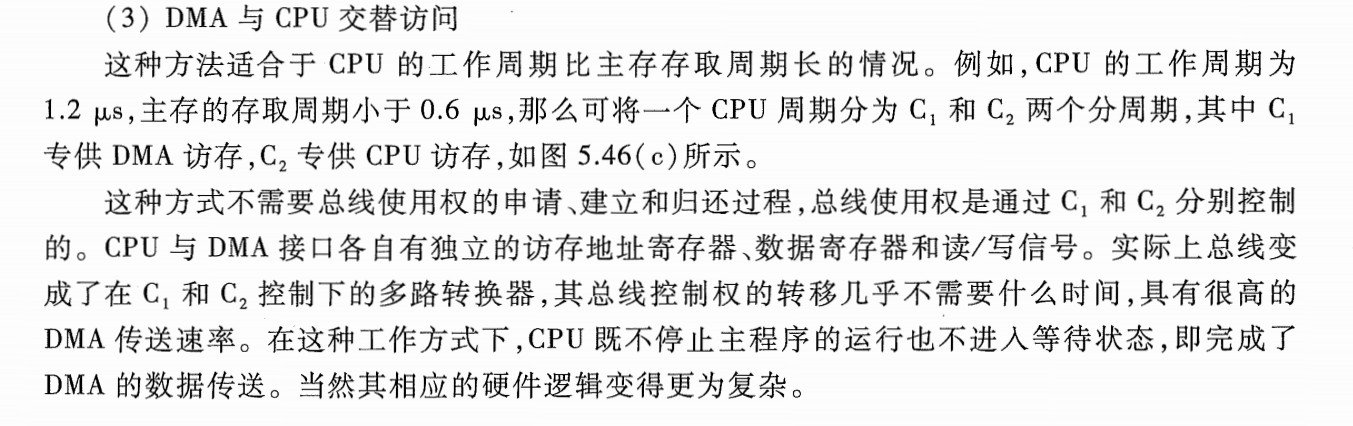 (3) DMA 与 CPU 交替访问
这种方法适合于 CPU 的工作周期比主存存取周期长的情况。例如,CPU 的工作周期为
1.2 μs,主存的存取周期小于 0.6 μs,那么可将一个 CPU 周期分为 C₁ 和 C₂ 两个分周期,其中 C₁
专供 DMA 访存,C₂ 专供 CPU 访存,如图 5.46(c)所示。
这种方式不需要总线使用权的申请、建立和归还过程,总线使用权是通过 C₁ 和 C₂ 分别控制
的。CPU 与 DMA 接口各自有独立的访存地址寄存器、数据寄存器和读/写信号。实际上总线变
成了在 C₁ 和 C₂ 控制下的多路转换器,其总线控制权的转移几乎不需要什么时间,具有很高的
DMA 传送速率。在这种工作方式下,CPU 既不停止主程序的运行也不进入等待状态,即完成了
DMA 的数据传送。当然其相应的硬件逻辑变得更为复杂。